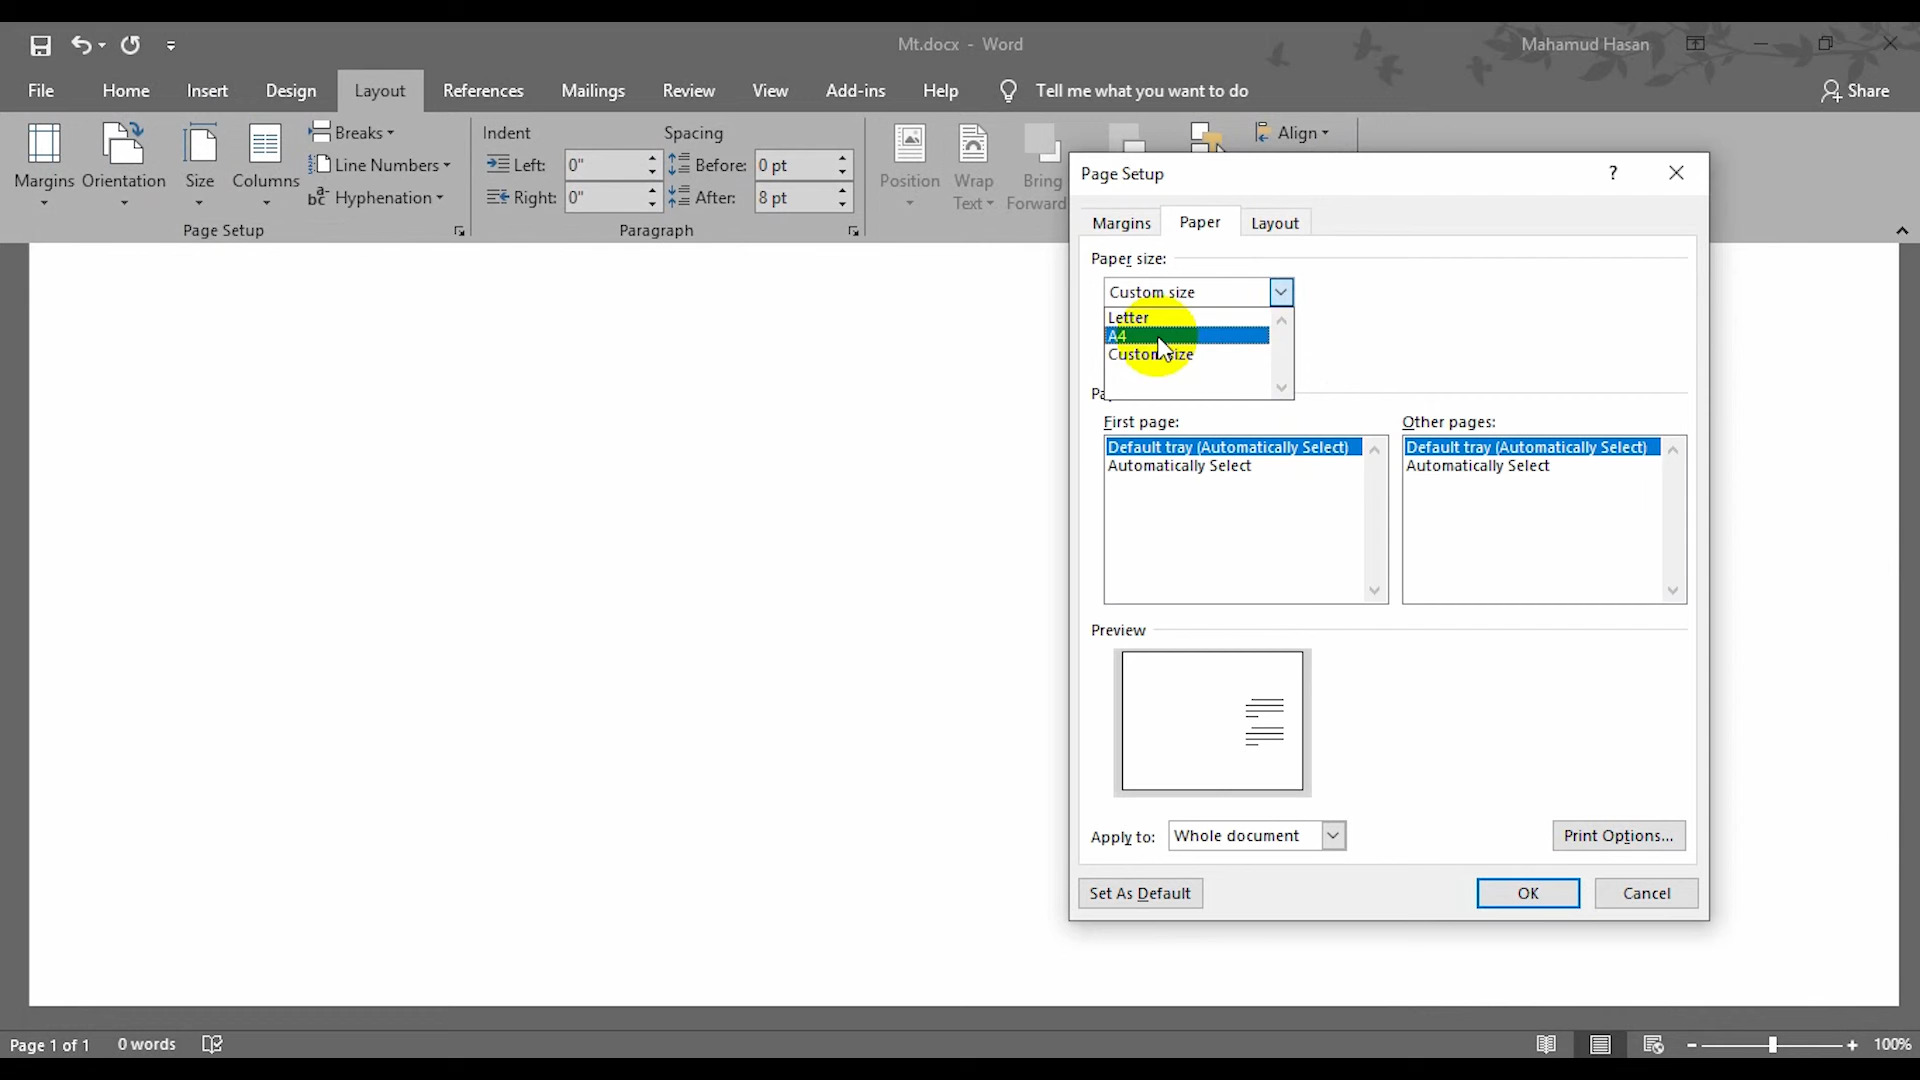 Mt.docx - Word
Mahamud Hasan
File Home Insert Design Layout References Mailings Review View Add-ins Help Tell me what you want to do Share
Margins
Orientation
Size
Columns
Breaks
Line Numbers
Hyphenation
Page Setup
Indent
Left: 0"
Right: 0"
Spacing
Before: 0 pt
After: 8 pt
Paragraph
Position
Wrap
Text
Bring
Forward
Align
Page Setup
Margins Paper Layout
Paper size:
Custom size
Letter
A4
Custom size
First page: Other pages:
Default tray (Automatically Select) Default tray (Automatically Select)
Automatically Select Automatically Select
Preview
Apply to: Whole document Print Options...
Set As Default OK Cancel
Page 1 of 1 0 words 100%